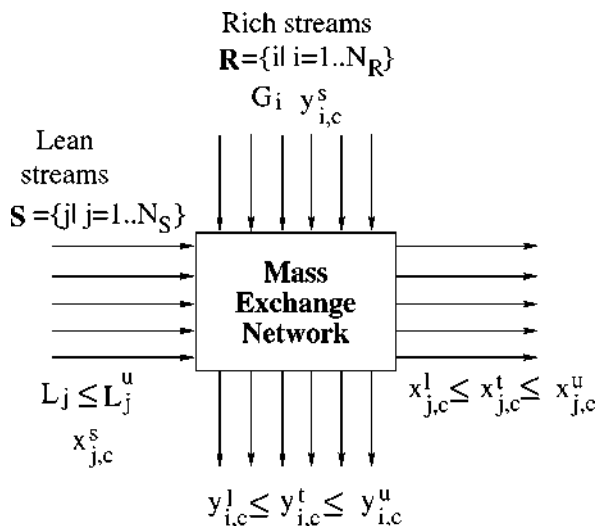 Rich streams
R={i| i=1..N_R}
G_i y^s_{i,c}
Lean
streams
S ={j| j=1..N_S}
Mass
Exchange
Network
L_j ≤ L^u_j
x^s_{j,c}
x^l_{j,c} ≤ x^t_{j,c} ≤ x^u_{j,c}
y^l_{i,c} ≤ y^t_{i,c} ≤ y^u_{i,c}